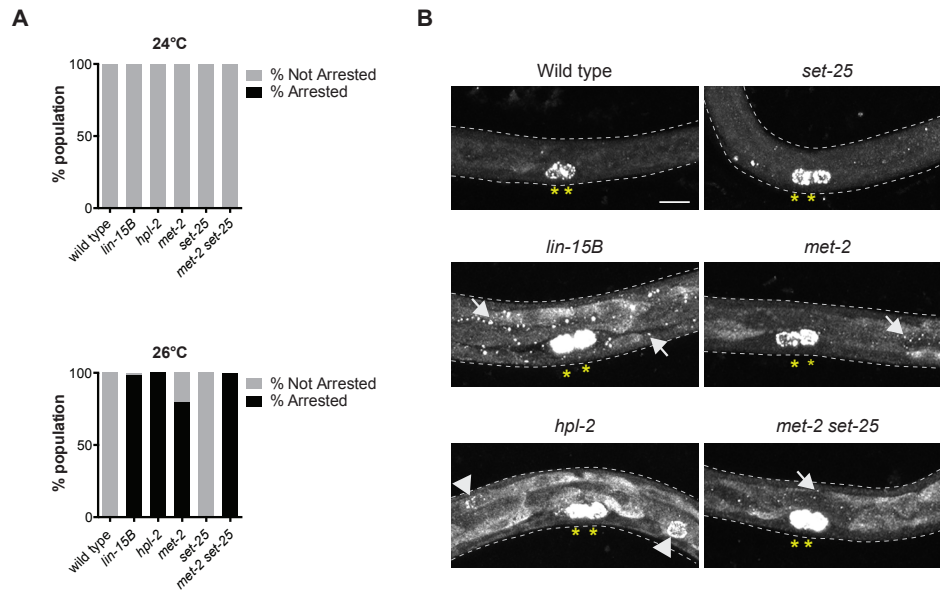 A
24°C
% population
100
50
0
% Not Arrested
% Arrested
wild type
lin-15B
hpl-2
met-2
set-25
met-2 set-25
26°C
% population
100
50
0
% Not Arrested
% Arrested
wild type
lin-15B
hpl-2
met-2
set-25
met-2 set-25
B
Wild type
set-25
* *
* *
lin-15B
met-2
* *
* *
hpl-2
met-2 set-25
* *
* *